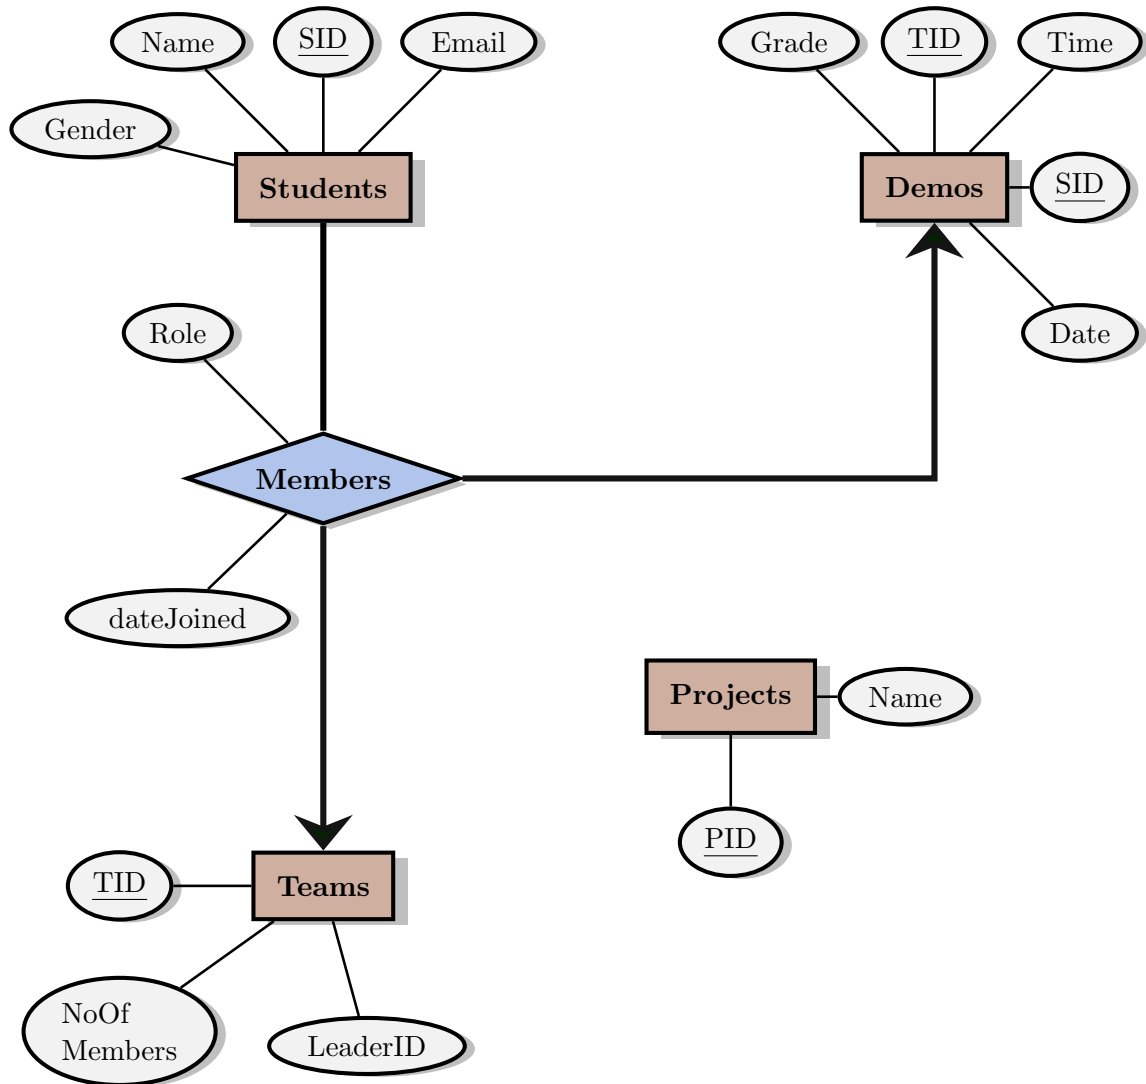 Name
SID
Email
Grade
TID
Time
Gender
Students
Demos
SID
Role
Date
Members
dateJoined
Projects
Name
PID
TID
Teams
NoOf
Members
LeaderID